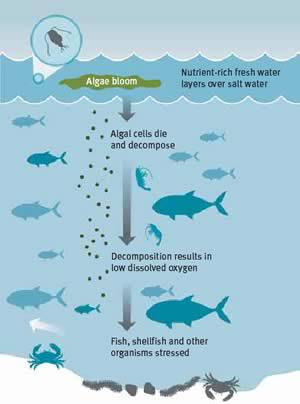 Algae bloom
Nutrient-rich fresh water
layers over salt water
Algal cells die
and decompose
Decomposition results in
low dissolved oxygen
Fish, shellfish and other
organisms stressed